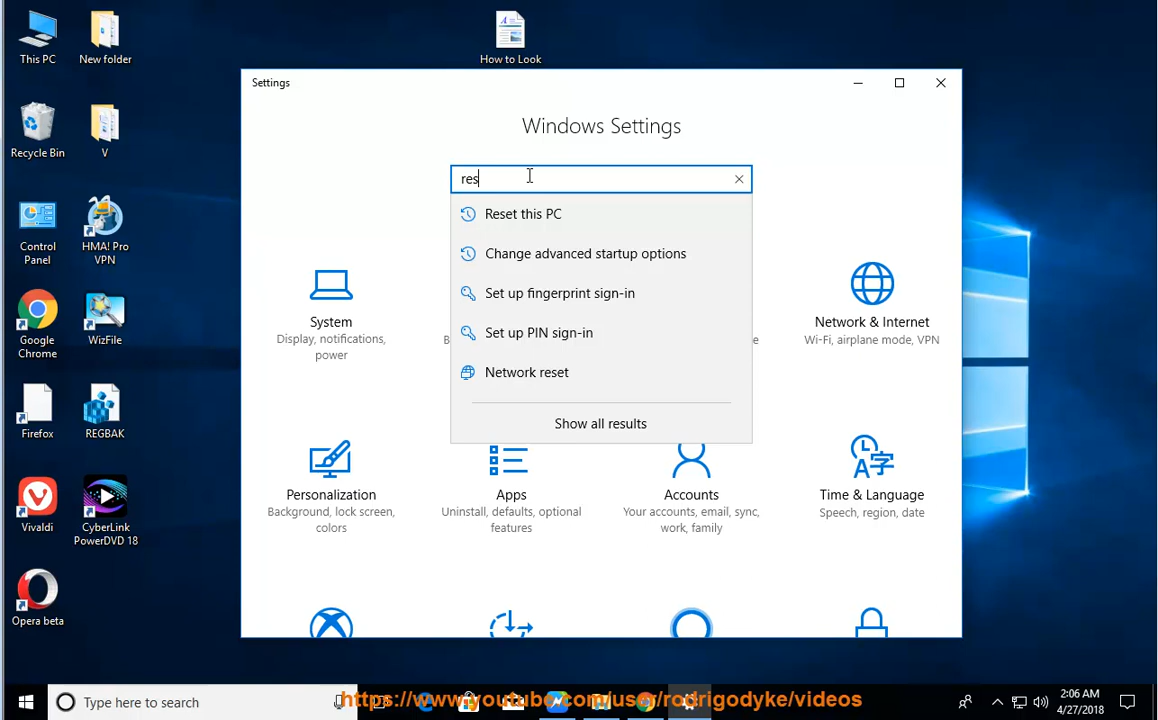 This PC
New folder
How to Look
Recycle Bin
V
Control
Panel
HMA! Pro
VPN
Google
Chrome
WizFile
Firefox
REGBAK
Vivaldi
CyberLink
PowerDVD 18
Opera beta
Settings
Windows Settings
res
Reset this PC
Change advanced startup options
Set up fingerprint sign-in
Set up PIN sign-in
Network reset
Show all results
System
Display, notifications,
power
Network & Internet
Wi-Fi, airplane mode, VPN
Personalization
Background, lock screen,
colors
Apps
Uninstall, defaults, optional
features
Accounts
Your accounts, email, sync,
work, family
Time & Language
Speech, region, date
Type here to search
https://www.youtube.com/user/rodrigodyke/videos
2:06 AM
4/27/2018